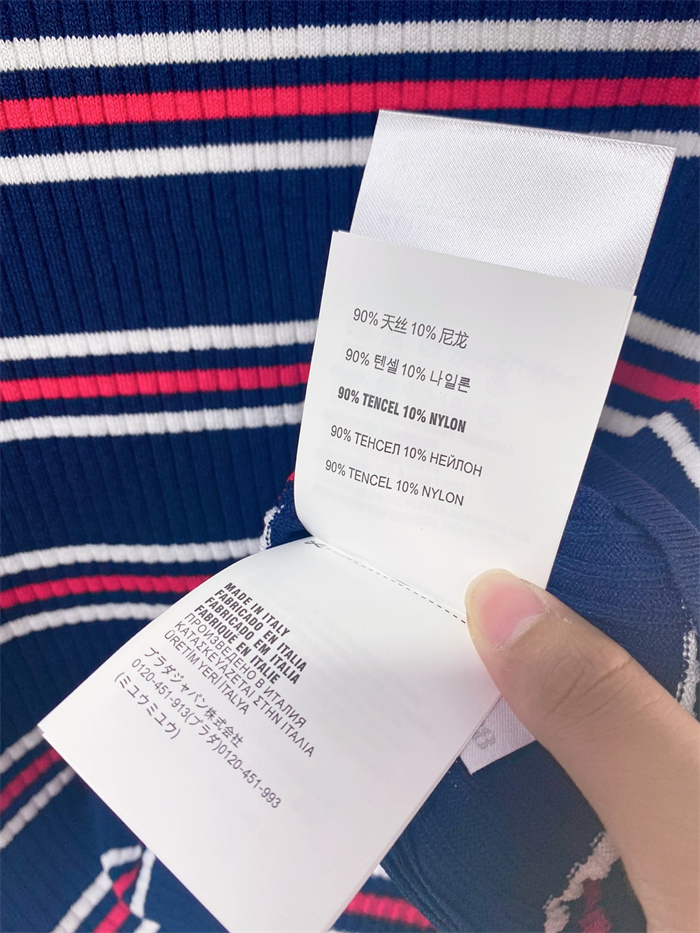 90% 天丝 10% 尼龙
90% 텐셀 10% 나일론
90% TENCEL 10% NYLON
90% ТЕНСЕЛ 10% НЕЙЛОН
90% TENCEL 10% NYLON
MADE IN ITALY
FABRICADO EN ITALIA
FABRICADO EM ITALIA
FABRIQUE EN ITALIE
ПРОИЗВЕДЕНО В ИТАЛИЯ
ΚΑΤΑΣΚΕΥΑΖΕΤΑΙ ΣΤΗΝ ΙΤΑΛΙΑ
ÜRETİM YERİ İTALYA
プラダジャパン株式会社
0120-451-913(プラダ)0120-451-993
(ミュウミュウ)